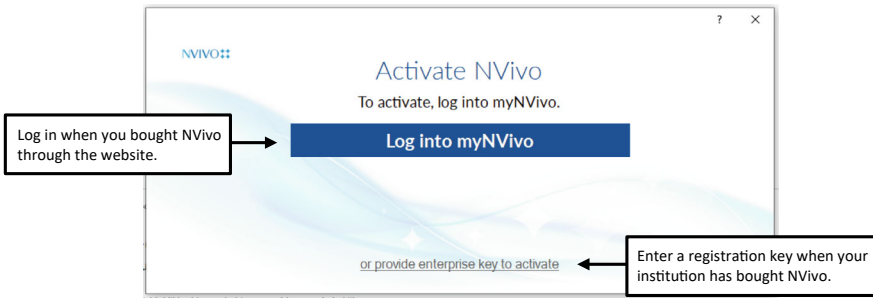 ? ×
NVIVO
Activate NVivo
To activate, log into myNVivo.
Log in when you bought NVivo
through the website.
Log into myNVivo
or provide enterprise key to activate
Enter a registration key when your
institution has bought NVivo.